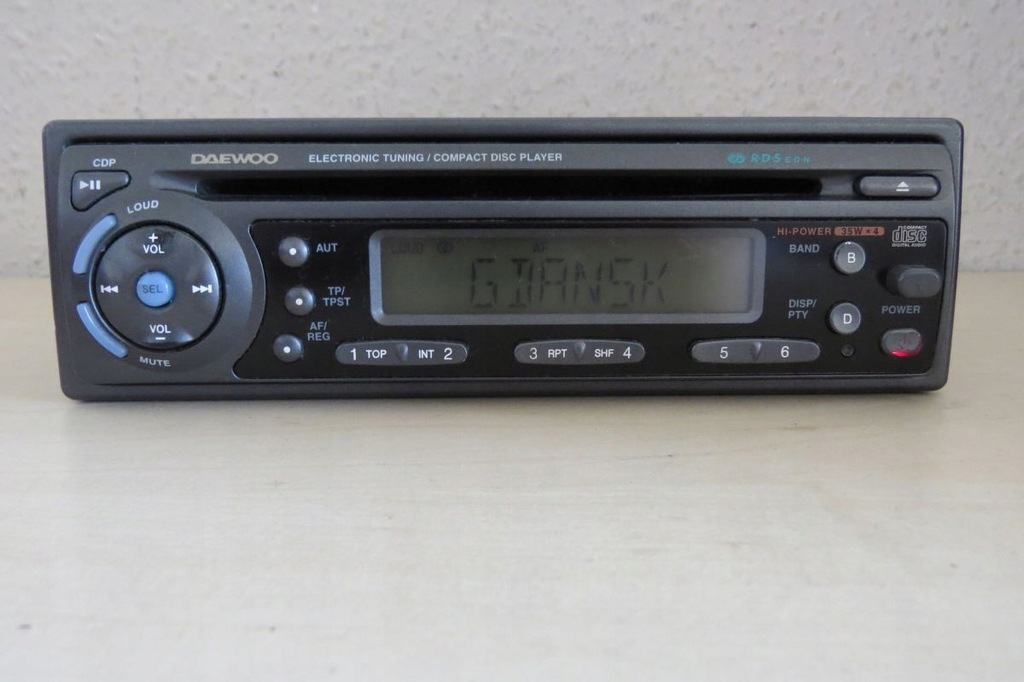 CDP
DAEWOO
ELECTRONIC TUNING / COMPACT DISC PLAYER
RDS EON
LOUD
+
VOL
SEL
VOL
–
MUTE
AUT
TP/
TPST
AF/
REG
LOUD AF
GDANSK
HI-POWER 35W × 4
COMPACT
disc
DIGITAL AUDIO
BAND
B
DISP/
PTY
D
POWER
1 TOP INT 2
3 RPT SHF 4
5 6